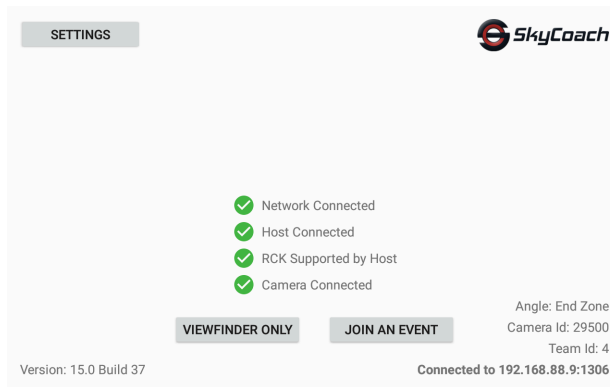 SETTINGS
SkyCoach
Network Connected
Host Connected
RCK Supported by Host
Camera Connected
VIEWFINDER ONLY
JOIN AN EVENT
Angle: End Zone
Camera Id: 29500
Team Id: 4
Version: 15.0 Build 37
Connected to 192.168.88.9:1306